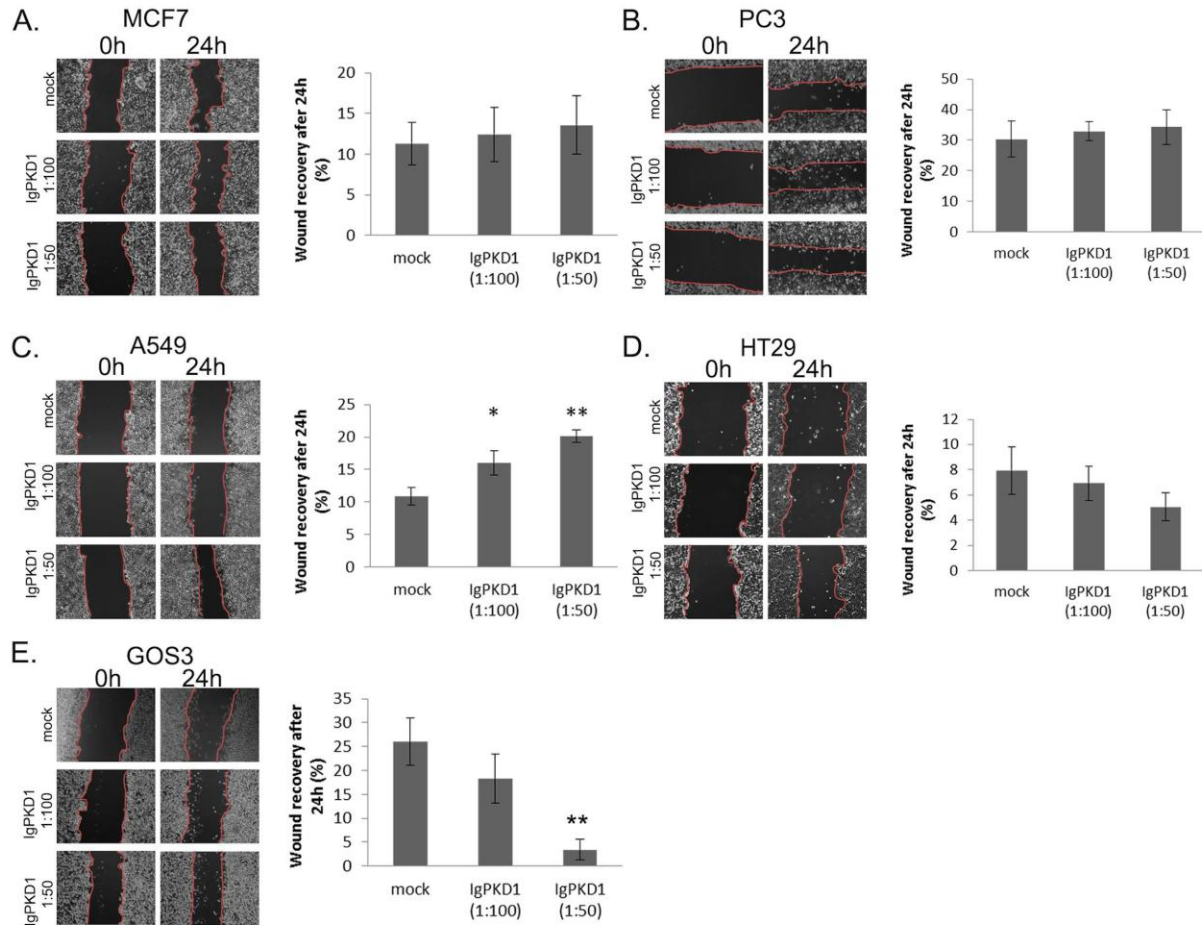 A.
MCF7
0h 24h
mock
IgPKD1
1:100
IgPKD1
1:50
Wound recovery afer 24h
(%)
20
15
10
5
0
mock
IgPKD1
(1:100)
IgPKD1
(1:50)
B.
PC3
0h 24h
mock
IgPKD1
1:100
IgPKD1
1:50
Wound recovery afer 24h
(%)
50
40
30
20
10
0
mock
IgPKD1
(1:100)
IgPKD1
(1:50)
C.
A549
0h 24h
mock
IgPKD1
1:100
IgPKD1
1:50
Wound recovery afer 24h
(%)
25
20
15
10
5
0
*
**
mock
IgPKD1
(1:100)
IgPKD1
(1:50)
D.
HT29
0h 24h
mock
IgPKD1
1:100
IgPKD1
1:50
Wound recovery afer 24h
(%)
12
10
8
6
4
2
0
mock
IgPKD1
(1:100)
IgPKD1
(1:50)
E.
GOS3
0h 24h
mock
IgPKD1
1:100
IgPKD1
1:50
Wound recovery after
24h (%)
35
30
25
20
15
10
5
0
**
mock
IgPKD1
(1:100)
IgPKD1
(1:50)